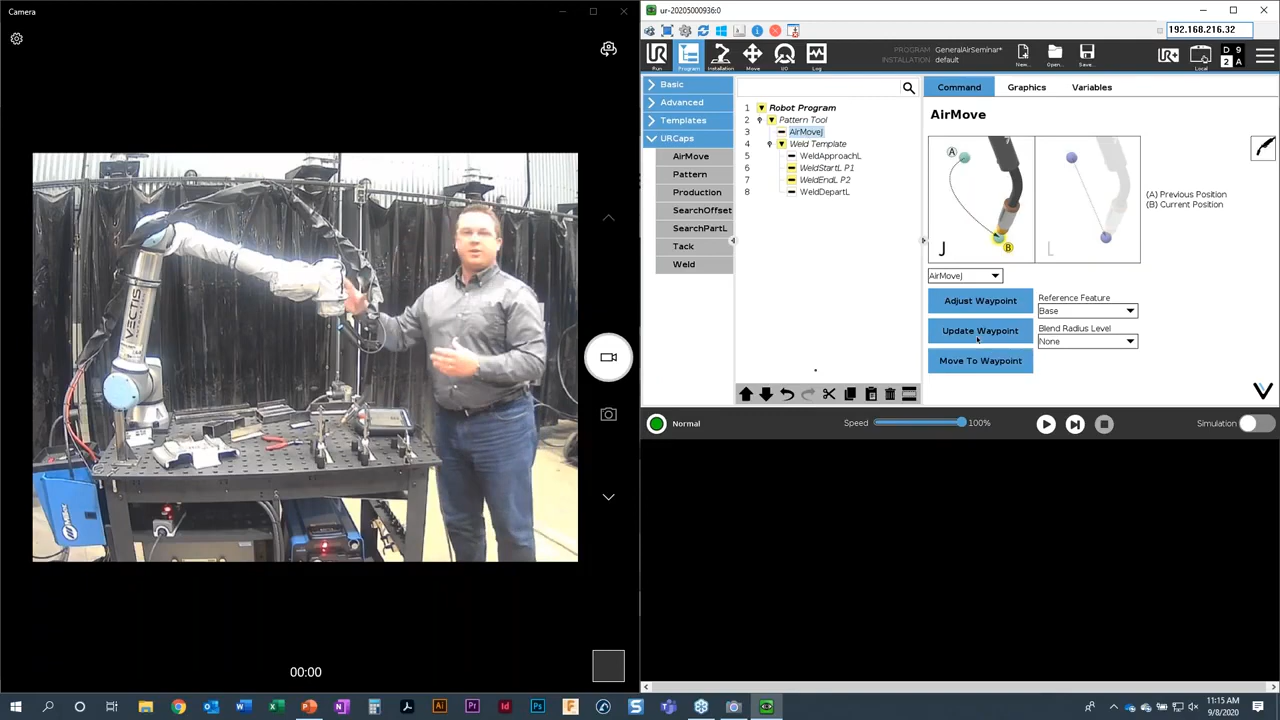 Camera
ur-20205000936:0
192.168.216.32
Run
Program
Installation
Move
I/O
Log
PROGRAM GeneralAirSeminar*
INSTALLATION default
New...
Open...
Save...
Local
D 9
2 A
Basic
Advanced
Templates
URCaps
AirMove
Pattern
Production
SearchOffset
SearchPartL
Tack
Weld
1 Robot Program
2 Pattern Tool
3 AirMoveJ
4 Weld Template
5 WeldApproachL
6 WeldStartL P1
7 WeldEndL P2
8 WeldDepartL
Command
Graphics
Variables
AirMove
A
B
J
L
(A) Previous Position
(B) Current Position
AirMoveJ
Adjust Waypoint
Update Waypoint
Move To Waypoint
Reference Feature
Base
Blend Radius Level
None
Normal
Speed
100%
Simulation
VECTIS
Miller
00:00
11:15 AM
9/8/2020